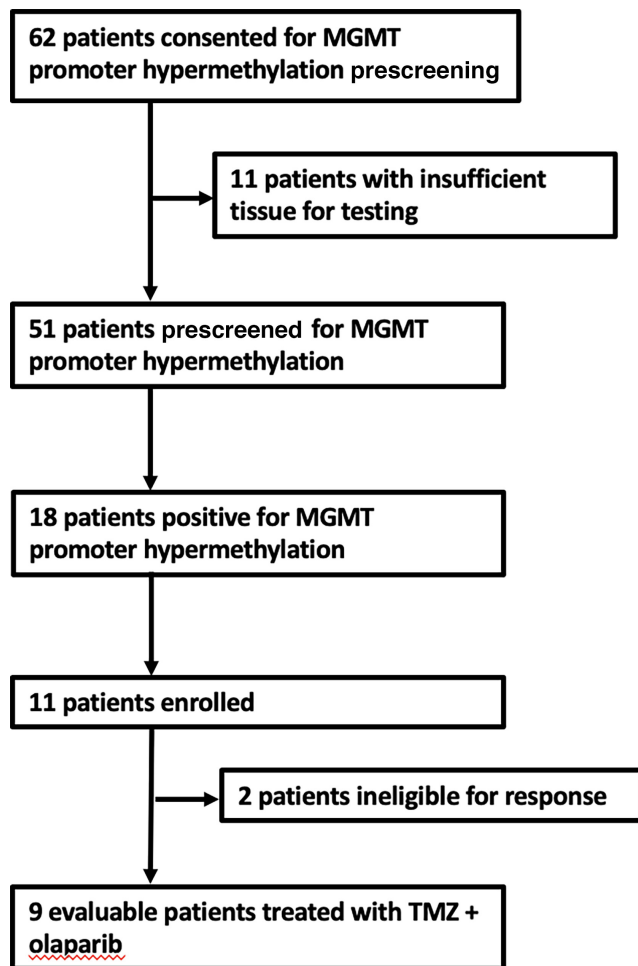 62 patients consented for MGMT
promoter hypermethylation prescreening
11 patients with insufficient
tissue for testing
51 patients prescreened for MGMT
promoter hypermethylation
18 patients positive for MGMT
promoter hypermethylation
11 patients enrolled
2 patients ineligible for response
9 evaluable patients treated with TMZ +
olaparib